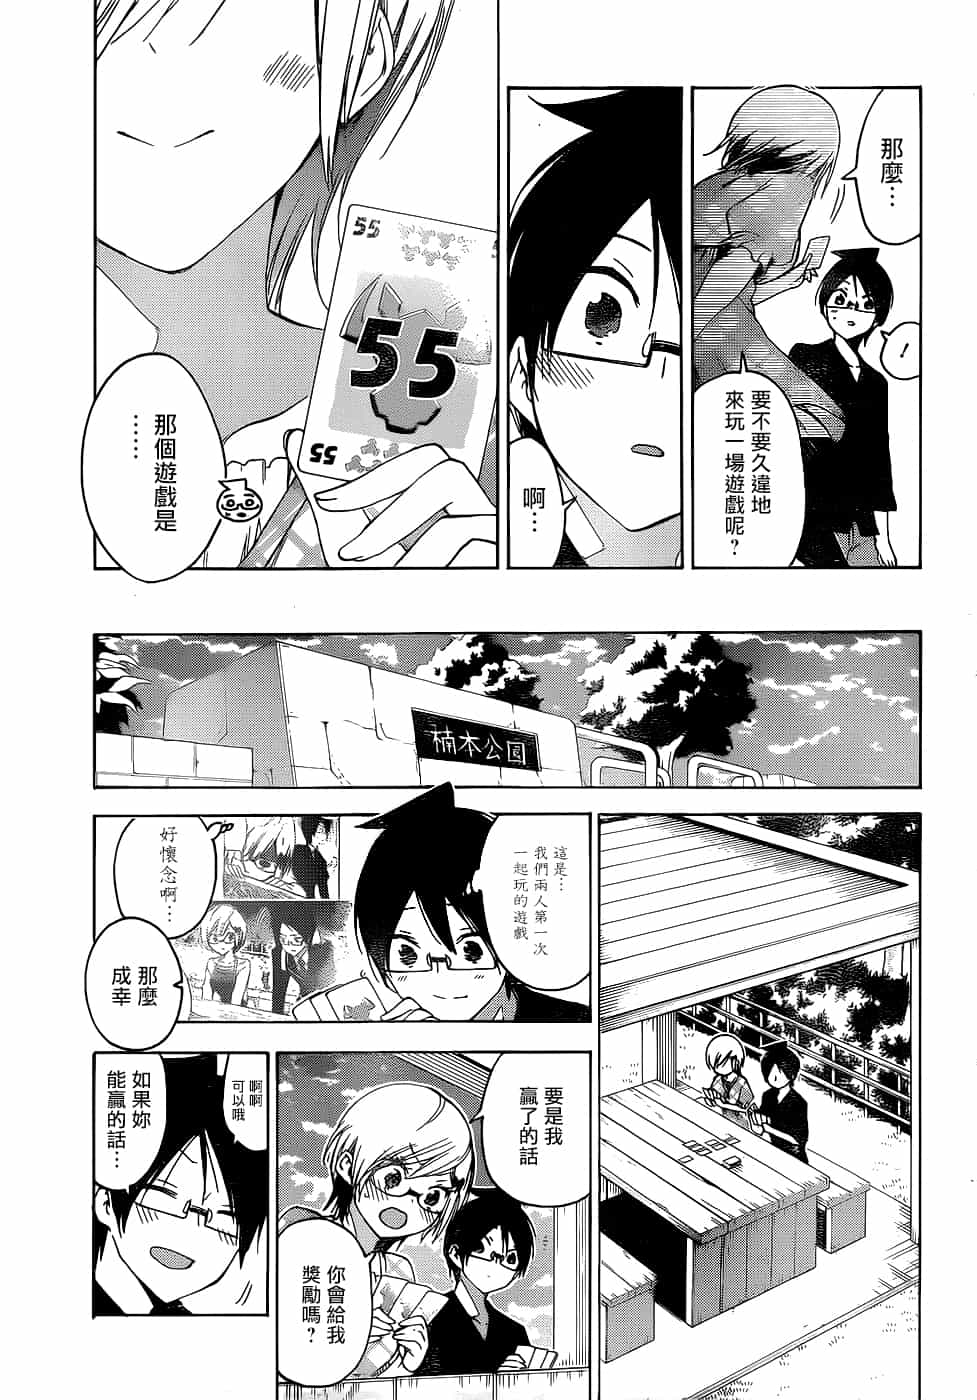 那麼…
！
要不要久違地
來玩一場遊戲呢？
啊…
55
55
55
55
那個遊戲是
……
楠本公園
這是…
我們兩人第一次
一起玩的遊戲
好懷念啊…
那麼
成幸
要是我
贏了的話
你會給我
獎勵嗎？
啊啊
可以哦
如果妳
能贏的話…